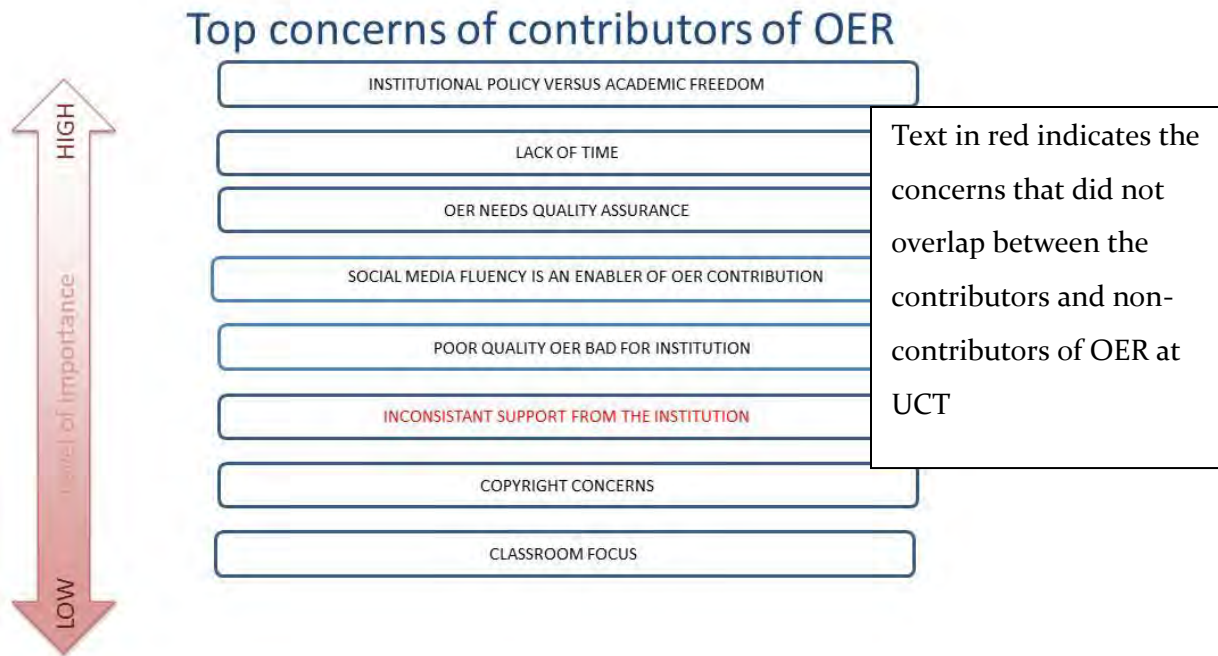 Top concerns of contributors of OER
HIGH
Level of importance
LOW
INSTITUTIONAL POLICY VERSUS ACADEMIC FREEDOM
LACK OF TIME
OER NEEDS QUALITY ASSURANCE
SOCIAL MEDIA FLUENCY IS AN ENABLER OF OER CONTRIBUTION
POOR QUALITY OER BAD FOR INSTITUTION
INCONSISTANT SUPPORT FROM THE INSTITUTION
COPYRIGHT CONCERNS
CLASSROOM FOCUS
Text in red indicates the
concerns that did not
overlap between the
contributors and non-
contributors of OER at
UCT